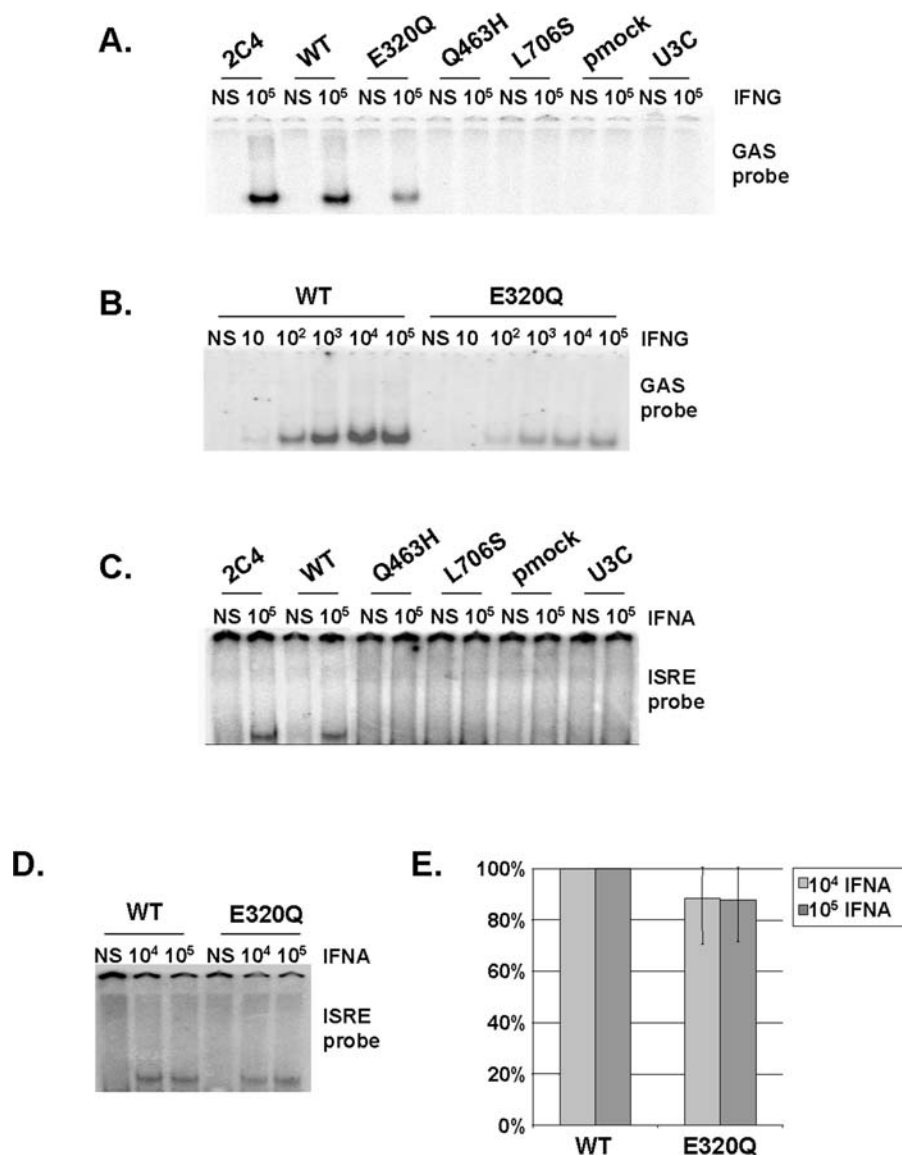 A.
2C4 WT E320Q Q463H L706S pmock U3C
NS 10⁵ NS 10⁵ NS 10⁵ NS 10⁵ NS 10⁵ NS 10⁵ NS 10⁵ IFNG
GAS
probe
B.
WT E320Q
NS 10 10² 10³ 10⁴ 10⁵ NS 10 10² 10³ 10⁴ 10⁵ IFNG
GAS
probe
C.
2C4 WT Q463H L706S pmock U3C
NS 10⁵ NS 10⁵ NS 10⁵ NS 10⁵ NS 10⁵ NS 10⁵ IFNA
ISRE
probe
D.
WT E320Q
NS 10⁴ 10⁵ NS 10⁴ 10⁵ IFNA
ISRE
probe
E.
100%
80%
60%
40%
20%
0%
WT E320Q
10⁴ IFNA
10⁵ IFNA